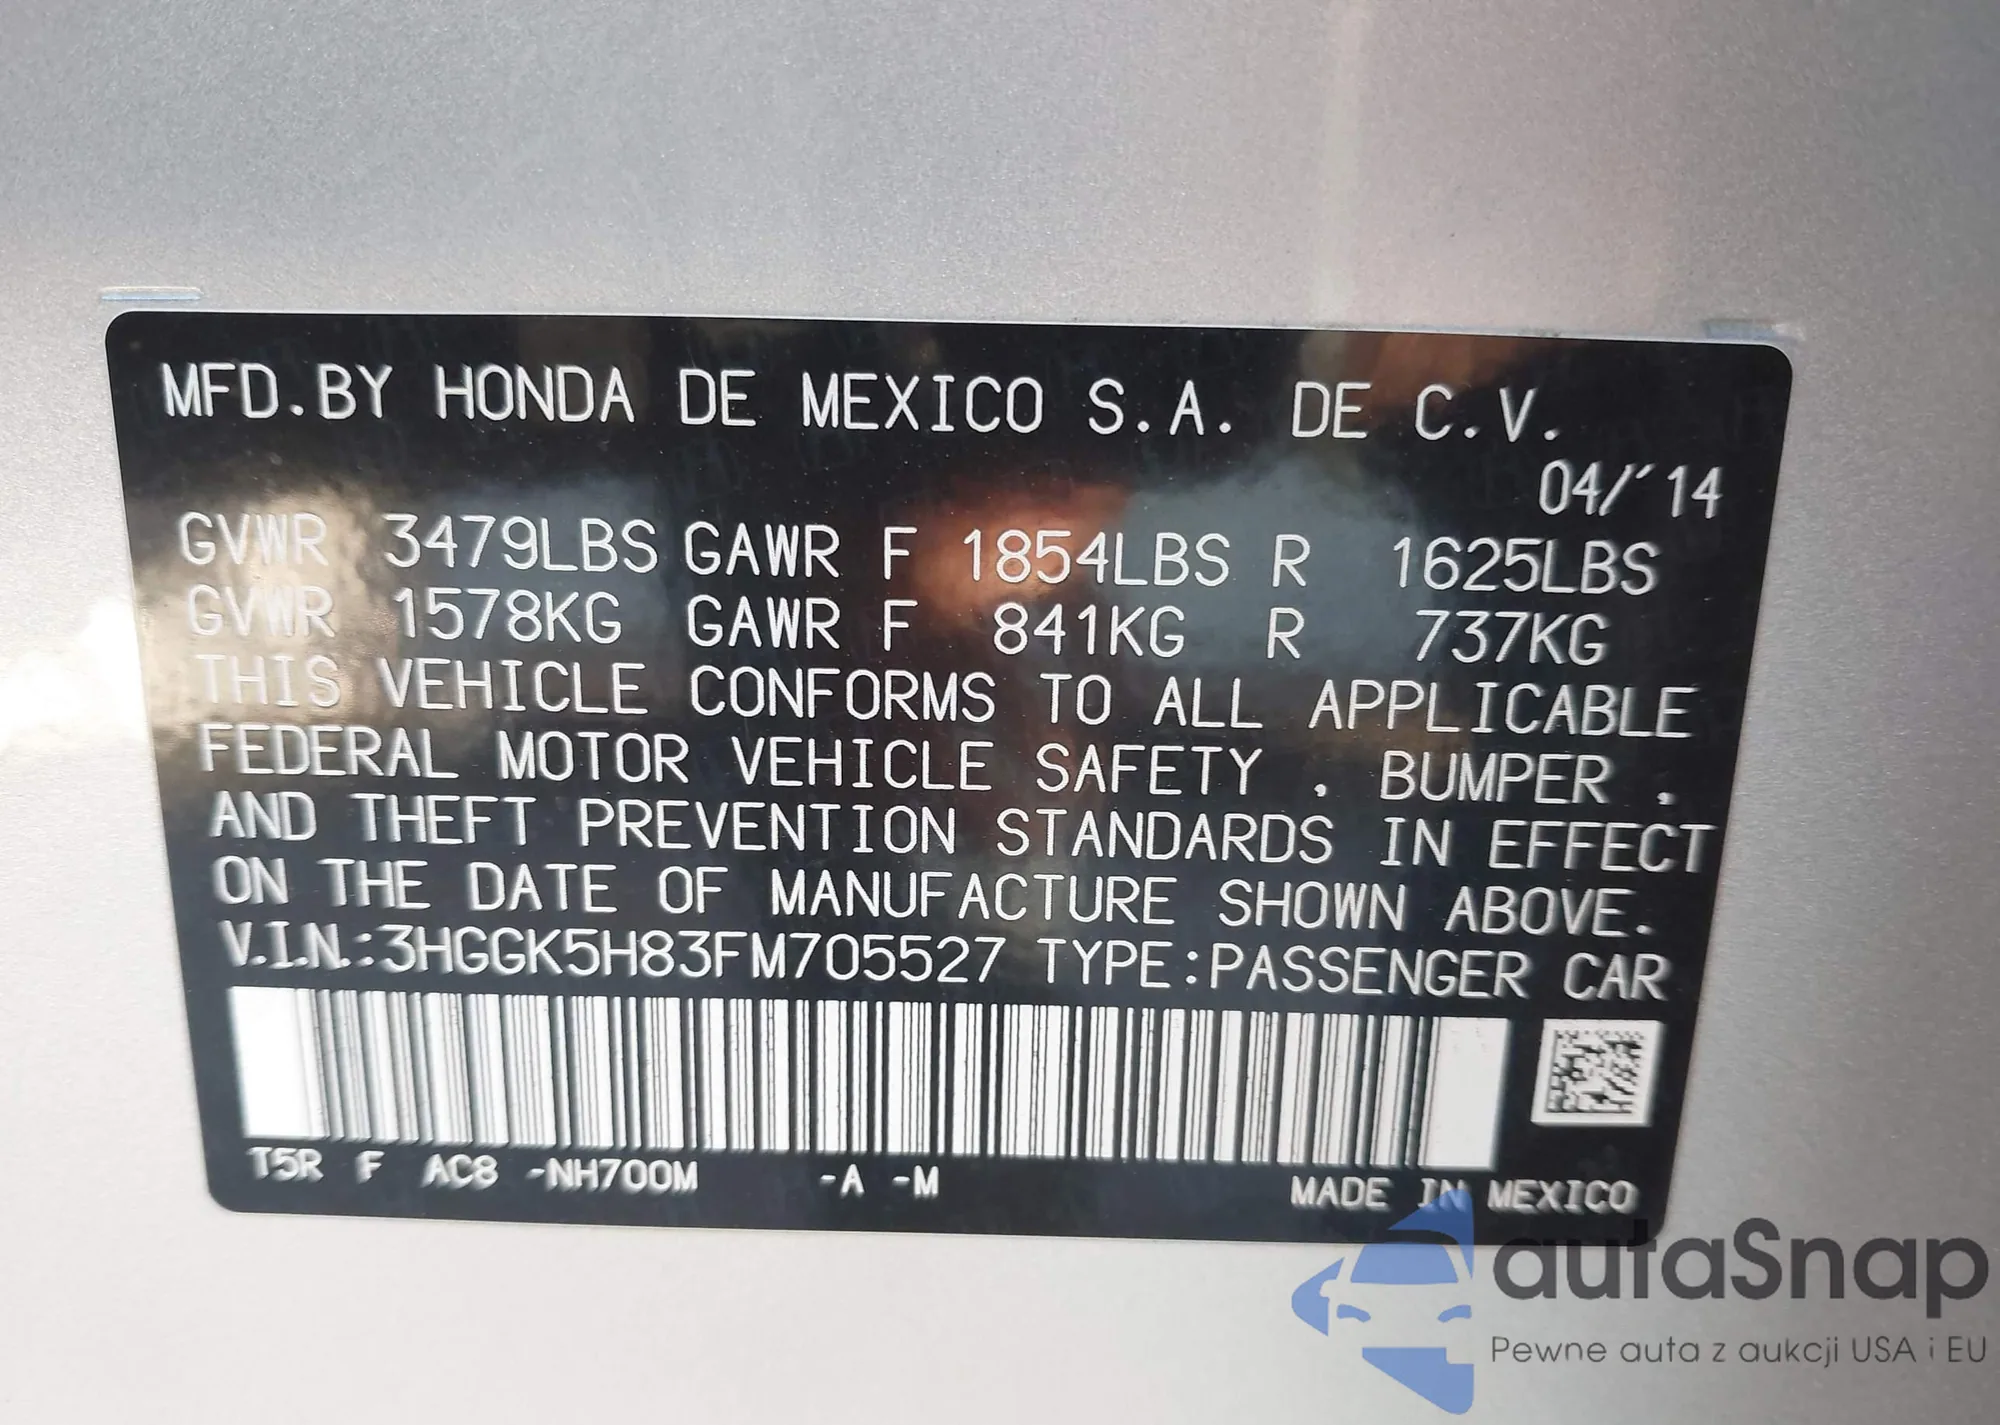 MFD.BY HONDA DE MEXICO S.A. DE C.V.
04/'14
GVWR 3479LBS GAWR F 1854LBS R 1625LBS
GVWR 1578KG GAWR F 841KG R 737KG
THIS VEHICLE CONFORMS TO ALL APPLICABLE
FEDERAL MOTOR VEHICLE SAFETY , BUMPER ,
AND THEFT PREVENTION STANDARDS IN EFFECT
ON THE DATE OF MANUFACTURE SHOWN ABOVE.
V.I.N.:3HGGK5H83FM705527 TYPE:PASSENGER CAR
T5R F AC8 -NH700M -A -M
MADE IN MEXICO
autaSnap
Pewne auta z aukcji USA i EU